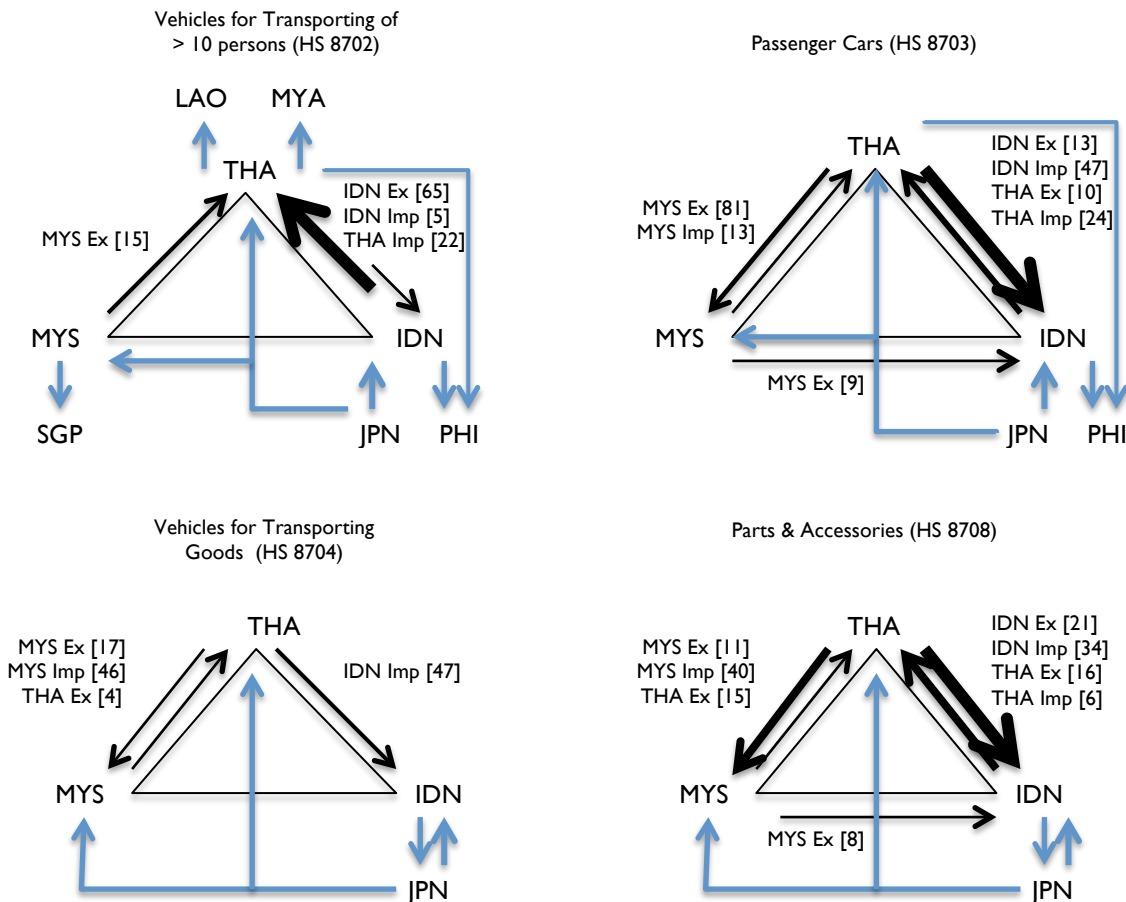 Vehicles for Transporting of
> 10 persons (HS 8702)
LAO
MYA
THA
IDN Ex [65]
IDN Imp [5]
THA Imp [22]
MYS Ex [15]
MYS
IDN
SGP
JPN
PHI
Passenger Cars (HS 8703)
THA
IDN Ex [13]
IDN Imp [47]
THA Ex [10]
THA Imp [24]
MYS Ex [81]
MYS Imp [13]
MYS
IDN
MYS Ex [9]
JPN
PHI
Vehicles for Transporting
Goods (HS 8704)
THA
MYS Ex [17]
MYS Imp [46]
THA Ex [4]
IDN Imp [47]
MYS
IDN
JPN
Parts & Accessories (HS 8708)
THA
MYS Ex [11]
MYS Imp [40]
THA Ex [15]
IDN Ex [21]
IDN Imp [34]
THA Ex [16]
THA Imp [6]
MYS
IDN
MYS Ex [8]
JPN